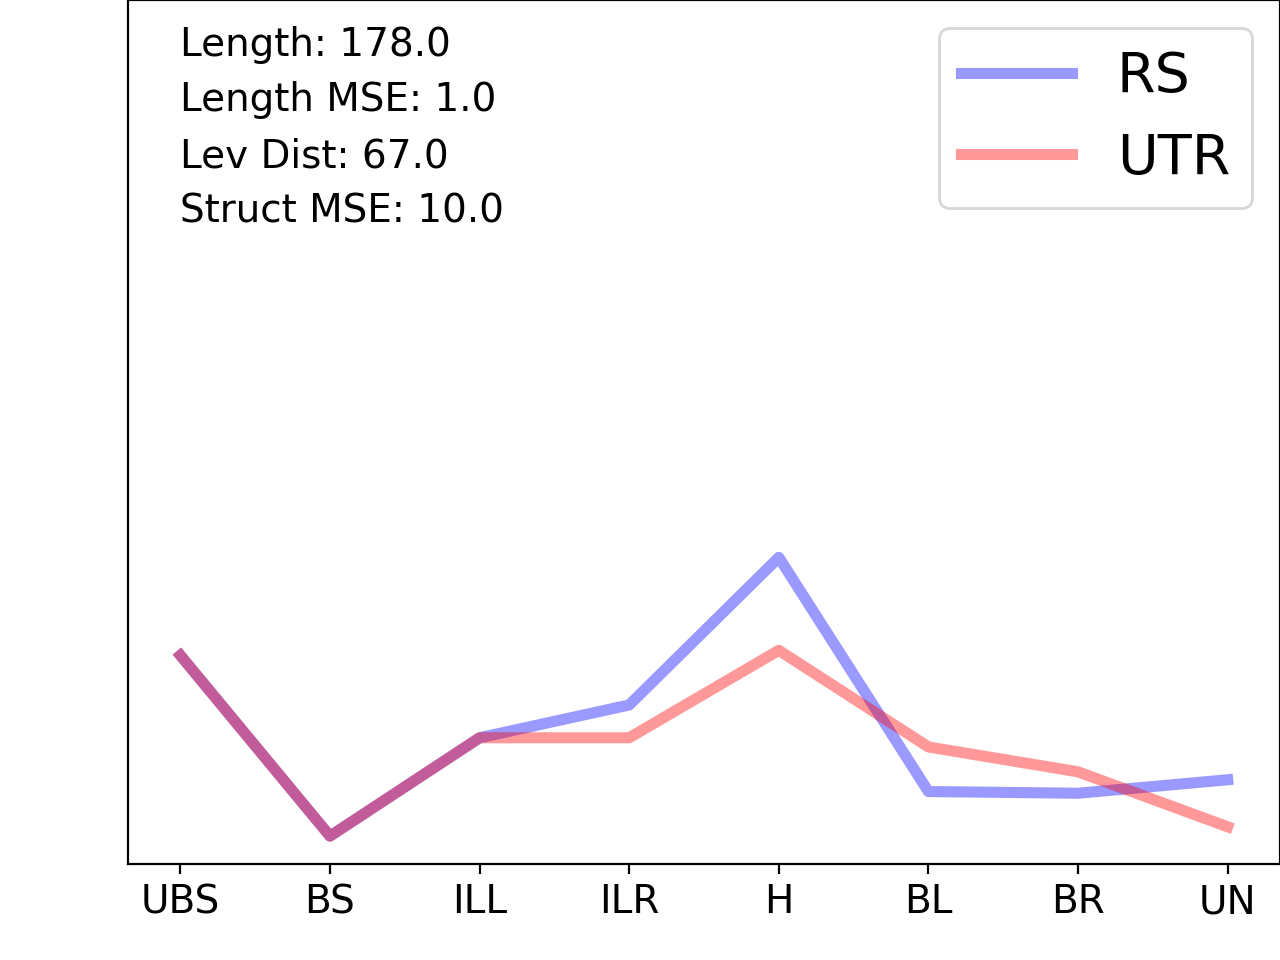 Length: 178.0
Length MSE: 1.0
Lev Dist: 67.0
Struct MSE: 10.0
RS
UTR
UBS BS ILL ILR H BL BR UN